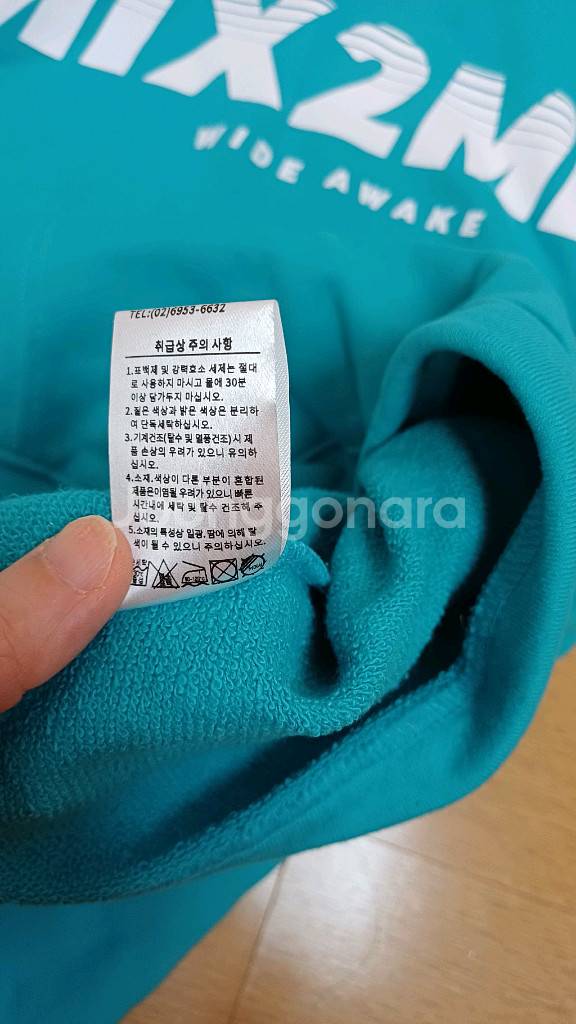 MIX2M
WIDE AWAKE
TEL:(02)6953-6632
취급상 주의 사항
1.표백제 및 강력효소 세제는 절대
로 사용하지 마시고 물에 30분
이상 담가두지 마십시오.
2.짙은 색상과 밝은 색상은 분리하
여 단독세탁하십시오.
3.기계건조(탈수 및 열풍건조)시 제
품 손상의 우려가 있으니 유의하
십시오.
4.소재.색상이 다른 부분이 혼합된
제품은이염될 우려가 있으니 빠른
시간내에 세탁 및 탈수 건조해 주
십시오.
5.소재의 특성상 일광.땀에 의해 탈
색이 될 수 있으니 주의하십시오.
80-120℃
joonggonara